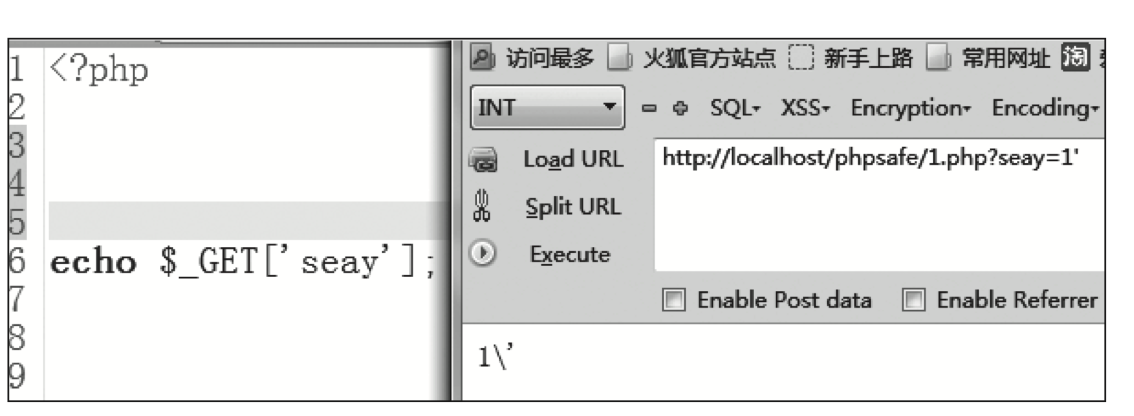 1 <?php
2
3
4
5
6 echo $_GET['seay'];
7
8
9
访问最多 火狐官方站点 新手上路 常用网址 淘
INT SQL XSS Encryption Encoding
Load URL http://localhost/phpsafe/1.php?seay=1'
Split URL
Execute
Enable Post data Enable Referrer
1\'